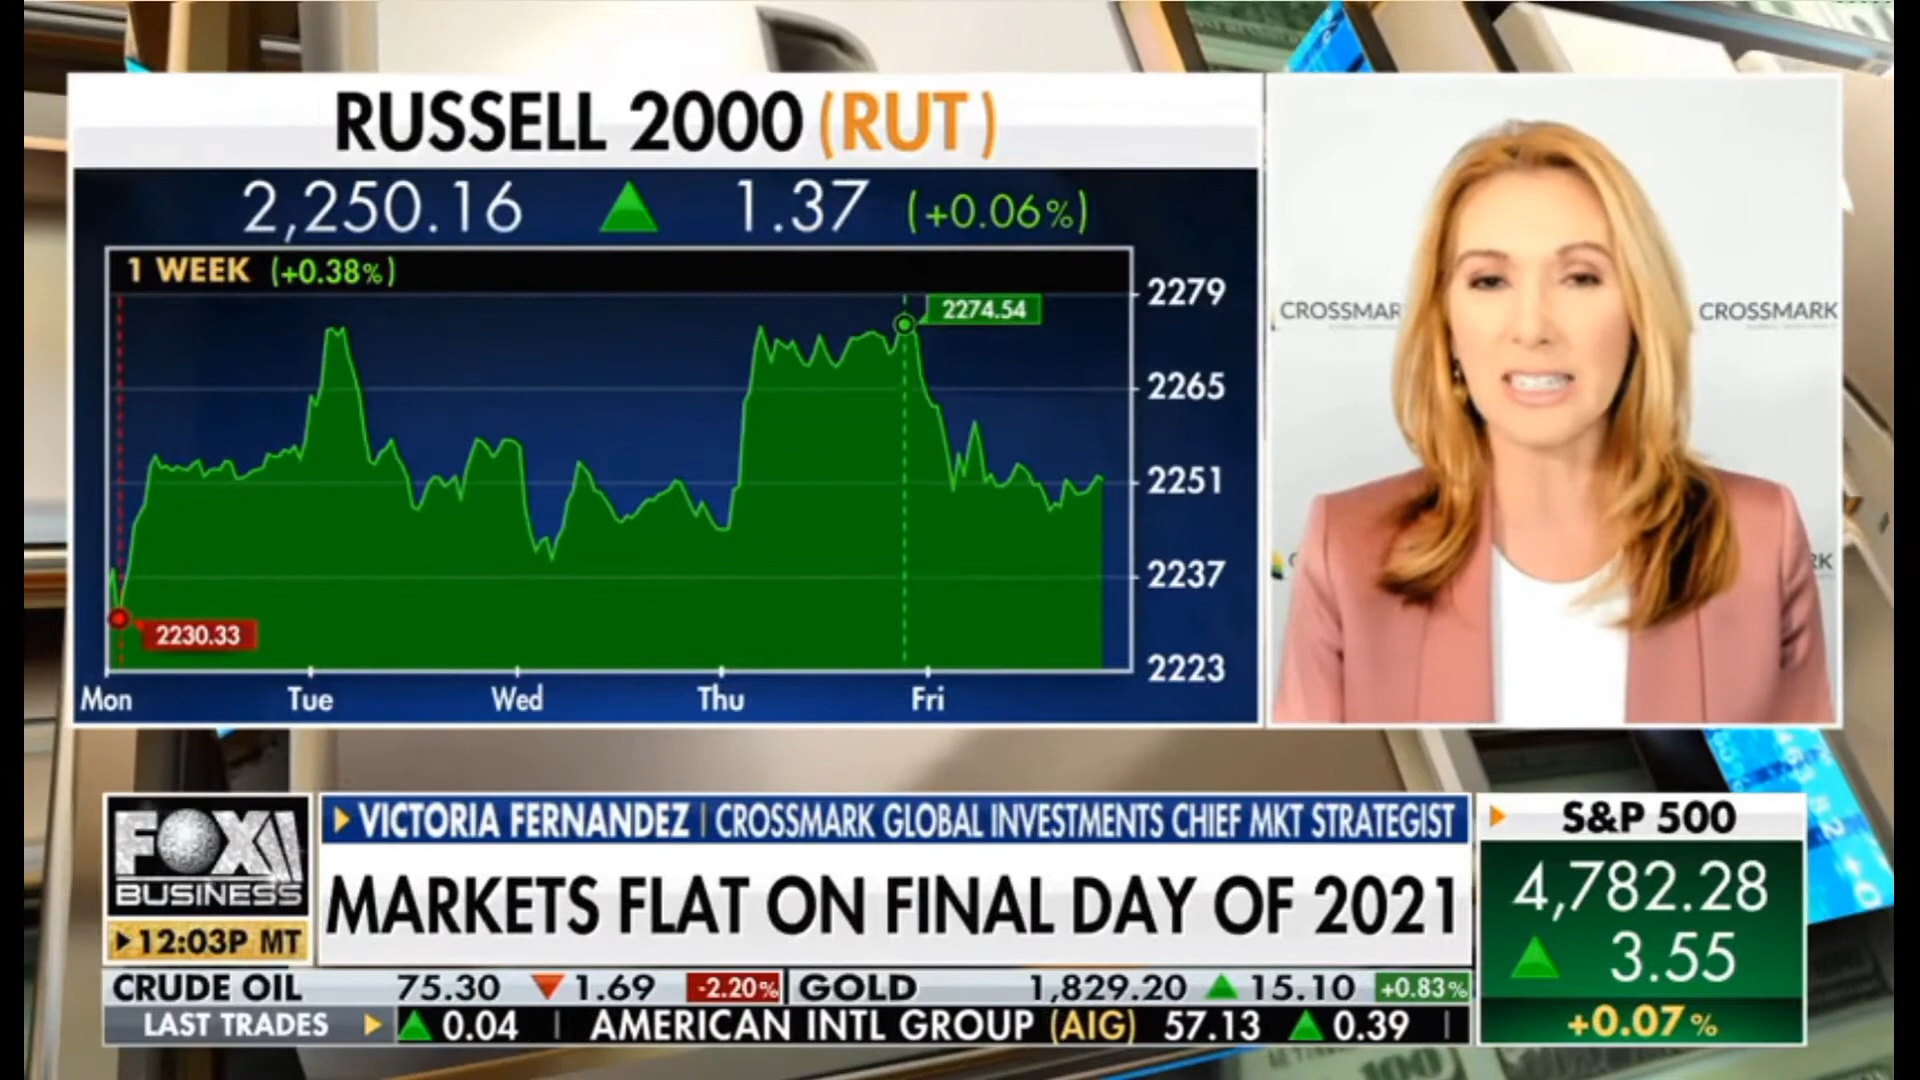 RUSSELL 2000 (RUT)
2,250.16 ▲ 1.37 (+0.06%)
1 WEEK (+0.38%)
2279
2274.54
2265
2251
2237
2230.33
2223
Mon Tue Wed Thu Fri
CROSSMAR CROSSMARK
RK
FOX BUSINESS
12:03P MT
VICTORIA FERNANDEZ | CROSSMARK GLOBAL INVESTMENTS CHIEF MKT STRATEGIST
MARKETS FLAT ON FINAL DAY OF 2021
S&P 500
4,782.28
▲ 3.55
+0.07%
CRUDE OIL 75.30 ▼ 1.69 -2.20% GOLD 1,829.20 ▲ 15.10 +0.83%
LAST TRADES ▲ 0.04 | AMERICAN INTL GROUP (AIG) 57.13 ▲ 0.39 |